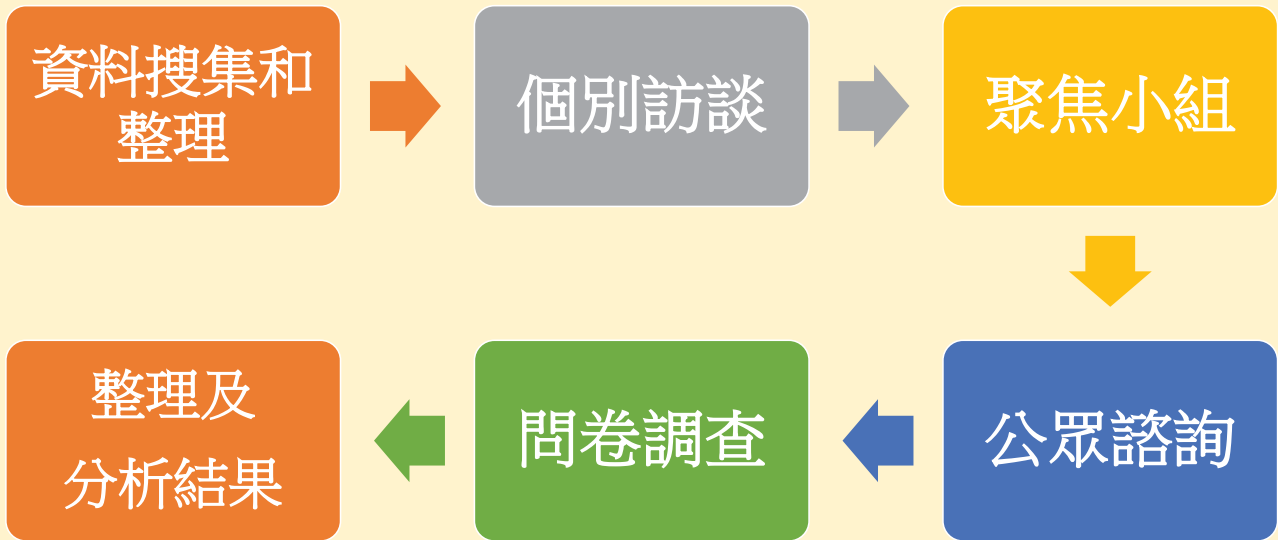 資料搜集和
整理
個別訪談
聚焦小組
公眾諮詢
問卷調查
整理及
分析結果